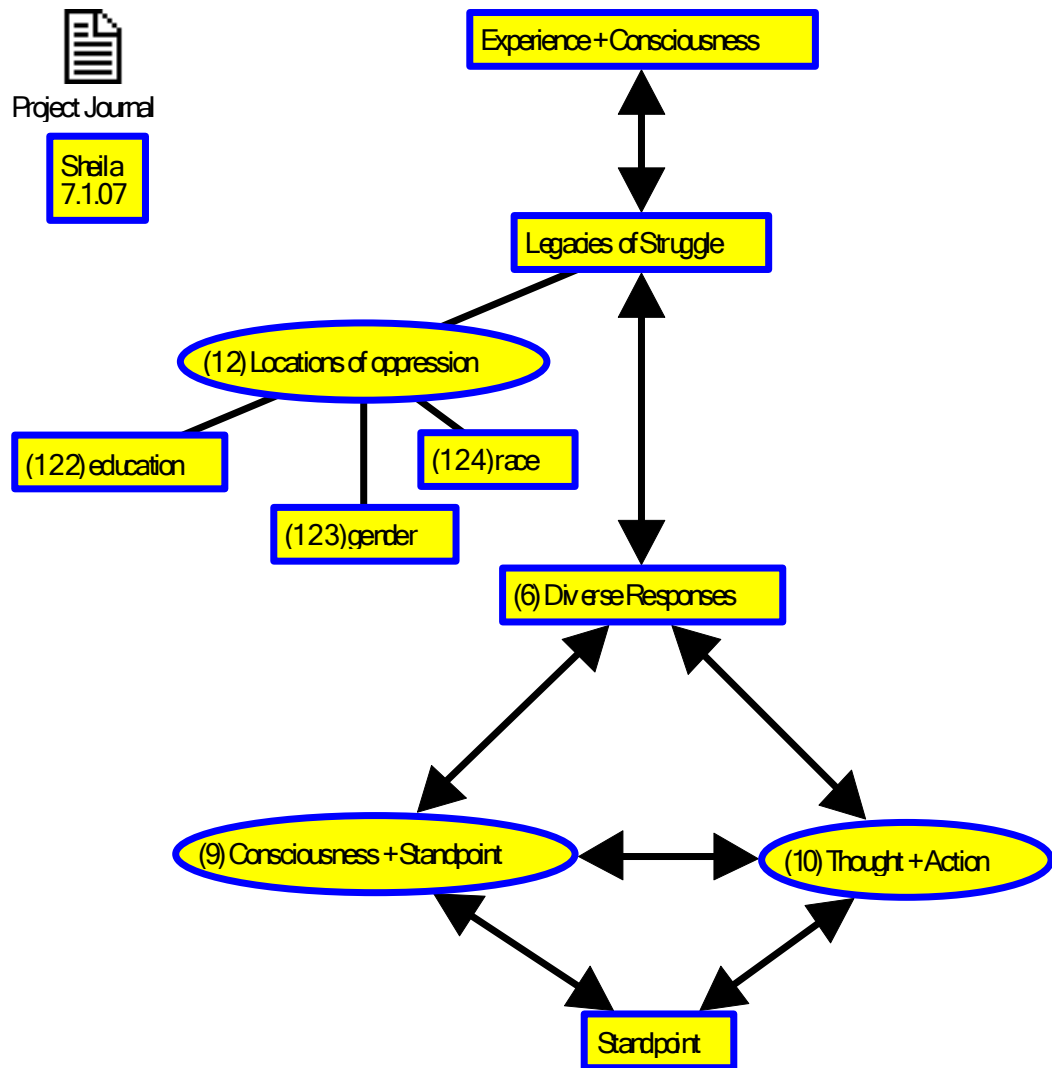 Experience + Consciousness
Project Journal
Sheila
7.1.07
Legacies of Struggle
(12) Locations of oppression
(122) education
(124) race
(123) gender
(6) Diverse Responses
(9) Consciousness + Standpoint
(10) Thought + Action
Standpoint